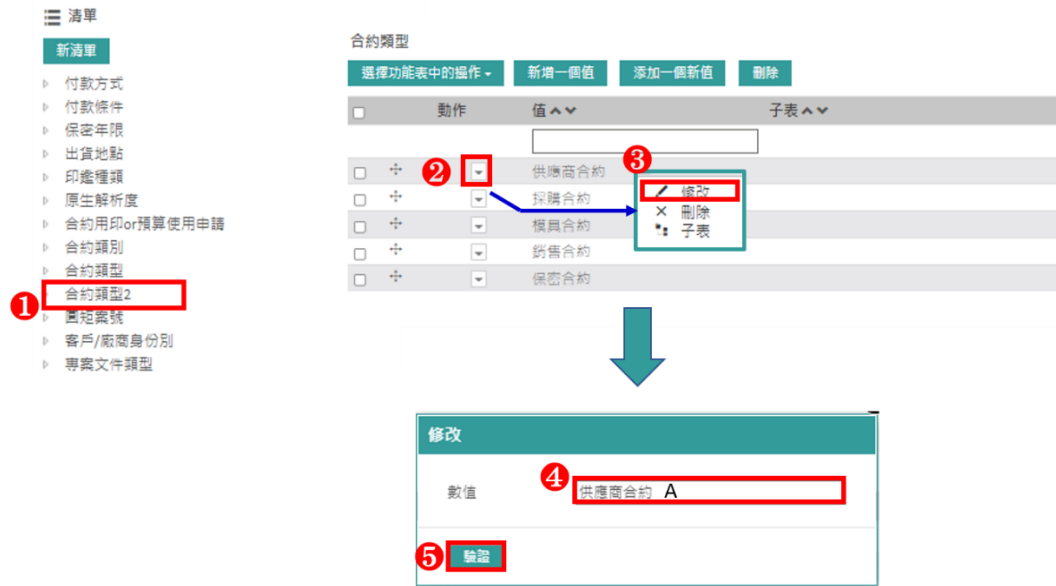 清單
新清單
付款方式
付款條件
保密年限
出貨地點
印鑑種類
原生解析度
合約用印or預算使用申請
合約類別
合約類型
1 合約類型2
圓矩案號
客戶/廠商身份別
專案文件類型
合約類型
選擇功能表中的操作 新增一個值 添加一個新值 刪除
動作 值 子表
2 供應商合約
採購合約
模具合約
銷售合約
保密合約
3
修改
刪除
子表
修改
數值 4 供應商合約 A
5 驗證